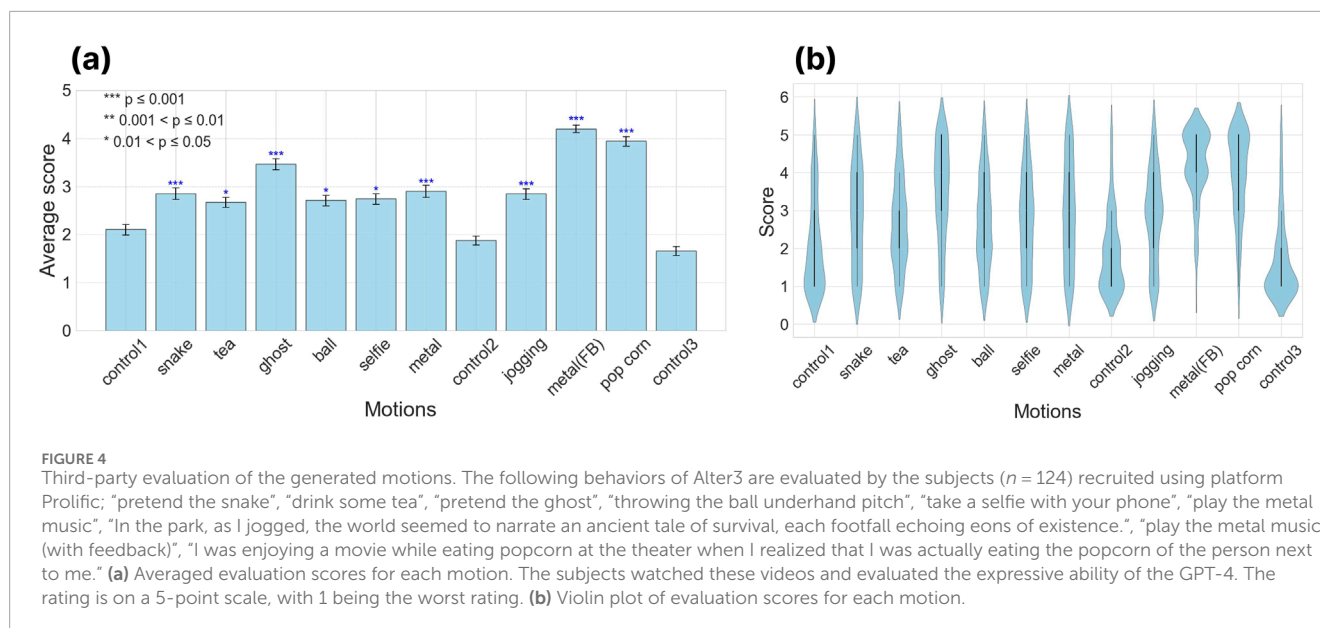 (a)
*** p ≤ 0.001
** 0.001 < p ≤ 0.01
* 0.01 < p ≤ 0.05
5
4
3
2
1
0
Average score
***
*
***
*
*
***
***
***
***
control1
snake
tea
ghost
ball
selfie
metal
control2
jogging
metal(FB)
pop corn
control3
Motions
(b)
6
5
4
3
2
1
0
Score
control1
snake
tea
ghost
ball
selfie
metal
control2
jogging
metal(FB)
pop corn
control3
Motions
FIGURE 4
Third-party evaluation of the generated motions. The following behaviors of Alter3 are evaluated by the subjects (n = 124) recruited using platform
Prolific; “pretend the snake”, “drink some tea”, “pretend the ghost”, “throwing the ball underhand pitch”, “take a selfie with your phone”, “play the metal
music”, “In the park, as I jogged, the world seemed to narrate an ancient tale of survival, each footfall echoing eons of existence.“, “play the metal music
(with feedback)”, “I was enjoying a movie while eating popcorn at the theater when I realized that I was actually eating the popcorn of the person next
to me.” (a) Averaged evaluation scores for each motion. The subjects watched these videos and evaluated the expressive ability of the GPT-4. The
rating is on a 5-point scale, with 1 being the worst rating. (b) Violin plot of evaluation scores for each motion.